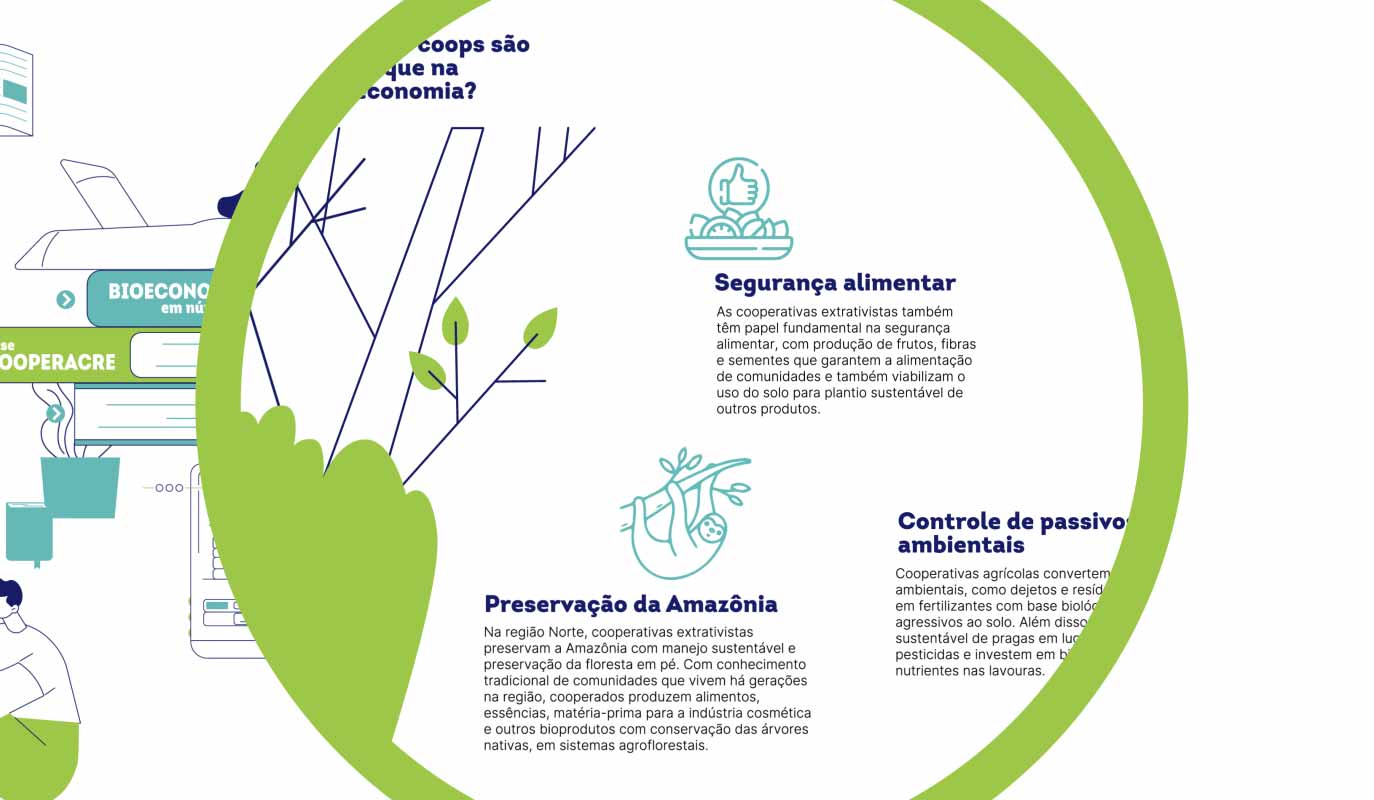 coops são
que na
economia?
BIOECONO
em nú
se
OOPERACRE
Segurança alimentar
As cooperativas extrativistas também
têm papel fundamental na segurança
alimentar, com produção de frutos, fibras
e sementes que garantem a alimentação
de comunidades e também viabilizam o
uso do solo para plantio sustentável de
outros produtos.
Preservação da Amazônia
Na região Norte, cooperativas extrativistas
preservam a Amazônia com manejo sustentável e
preservação da floresta em pé. Com conhecimento
tradicional de comunidades que vivem há gerações
na região, cooperados produzem alimentos,
essências, matéria-prima para a indústria cosmética
e outros bioprodutos com conservação das árvores
nativas, em sistemas agroflorestais.
Controle de passivos
ambientais
Cooperativas agrícolas convertem
ambientais, como dejetos e resíd
em fertilizantes com base bioló
agressivos ao solo. Além disso
sustentável de pragas em lu
pesticidas e investem em bi
nutrientes nas lavouras.